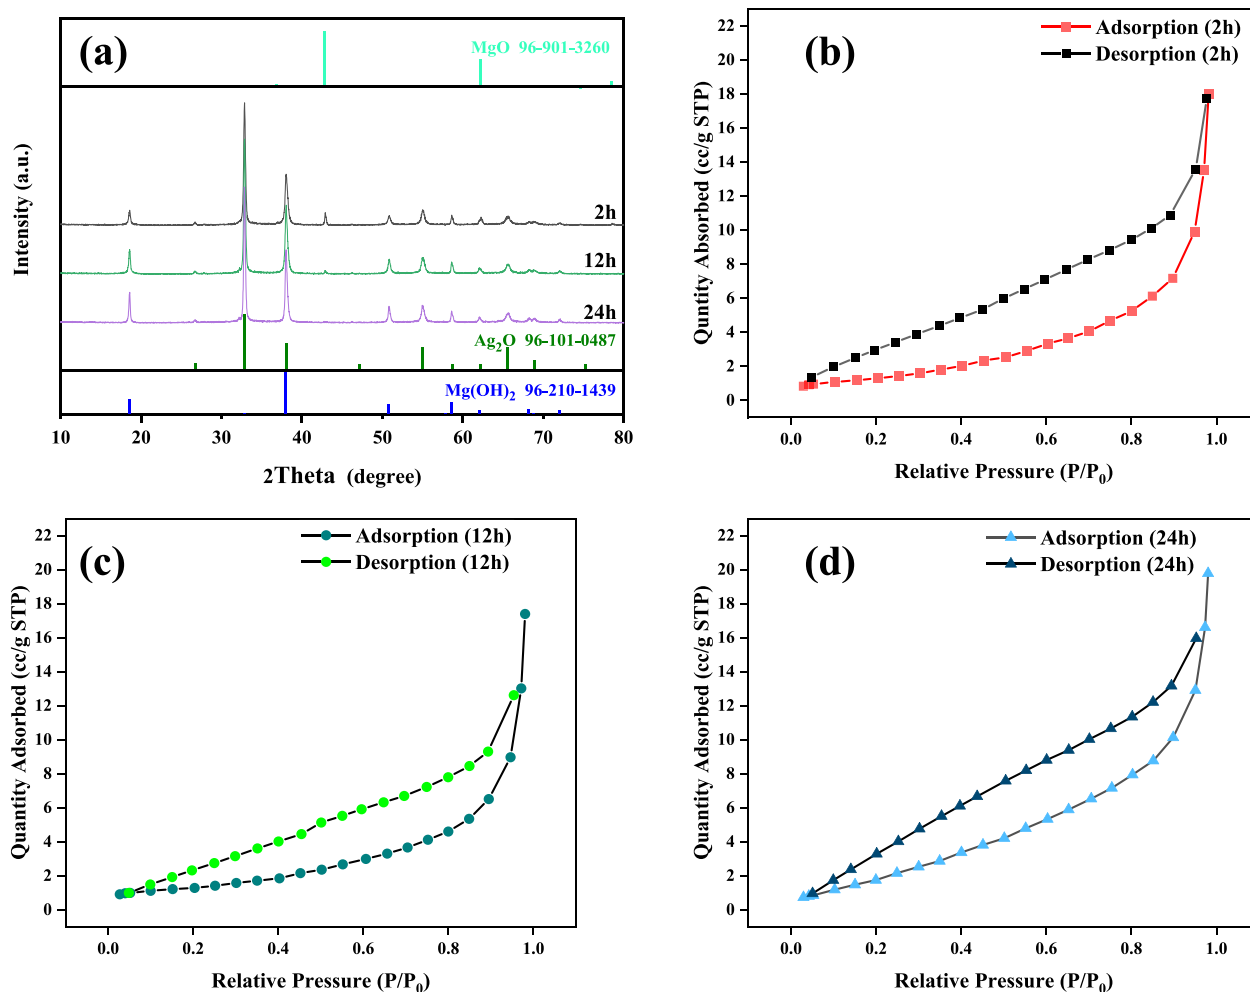 (a)
MgO 96-901-3260
2h
12h
24h
Ag2O 96-101-0487
Mg(OH)2 96-210-1439
Intensity (a.u.)
10 20 30 40 50 60 70 80
2Theta (degree)
(b)
Adsorption (2h)
Desorption (2h)
Quntity Absorbed (cc/g STP)
22
20
18
16
14
12
10
8
6
4
2
0
0.0 0.2 0.4 0.6 0.8 1.0
Relative Pressure (P/P0)
(c)
Adsorption (12h)
Desorption (12h)
Quantity Adsorbed (cc/g STP)
22
20
18
16
14
12
10
8
6
4
2
0
0.0 0.2 0.4 0.6 0.8 1.0
Relative Pressure (P/P0)
(d)
Adsorption (24h)
Desorption (24h)
Quantity Adsorbed (cc/g STP)
22
20
18
16
14
12
10
8
6
4
2
0
0.0 0.2 0.4 0.6 0.8 1.0
Relative Pressure (P/P0)